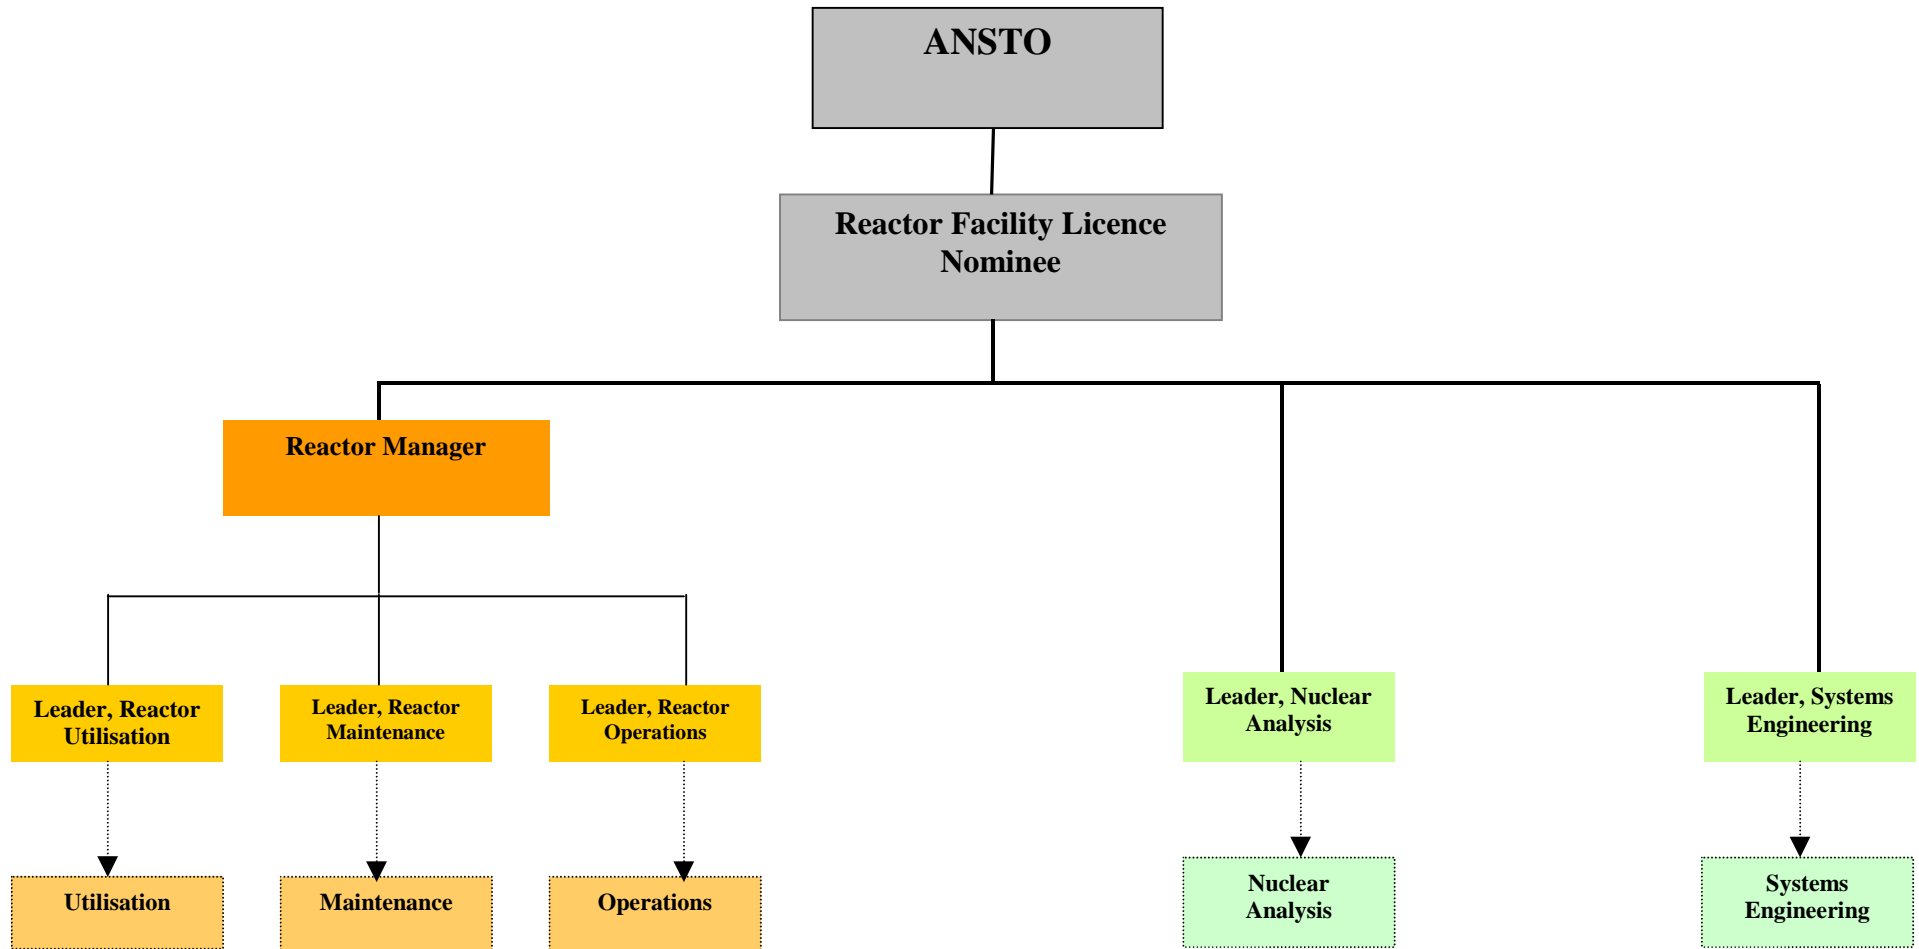 ANSTO
Reactor Facility Licence
Nominee
Reactor Manager
Leader, Reactor
Utilisation
Leader, Reactor
Maintenance
Leader, Reactor
Operations
Leader, Nuclear
Analysis
Leader, Systems
Engineering
Utilisation
Maintenance
Operations
Nuclear
Analysis
Systems
Engineering